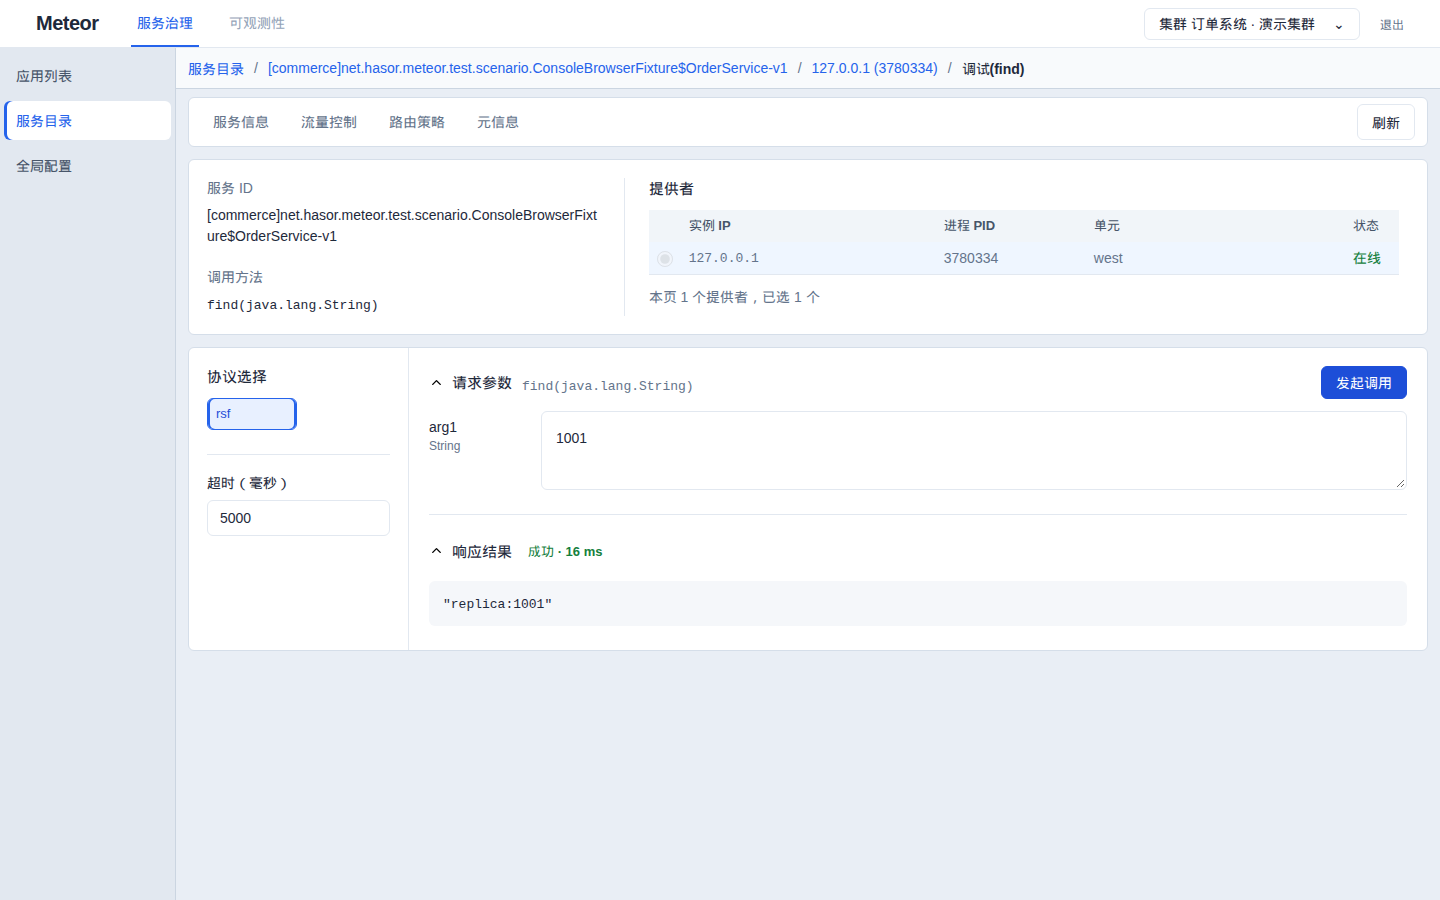 Meteor 服务治理 可观测性 集群 订单系统 · 演示集群 退出
应用列表
服务目录
全局配置
服务目录 / [commerce]net.hasor.meteor.test.scenario.ConsoleBrowserFixture$OrderService-v1 / 127.0.0.1 (3780334) / 调试(find)
服务信息 流量控制 路由策略 元信息 刷新
服务 ID
[commerce]net.hasor.meteor.test.scenario.ConsoleBrowserFixt
ure$OrderService-v1
调用方法
find(java.lang.String)
提供者
实例 IP 进程 PID 单元 状态
127.0.0.1 3780334 west 在线
本页 1 个提供者，已选 1 个
协议选择
rsf
超时（毫秒）
5000
请求参数 find(java.lang.String) 发起调用
arg1
String
1001
响应结果 成功 · 16 ms
"replica:1001"